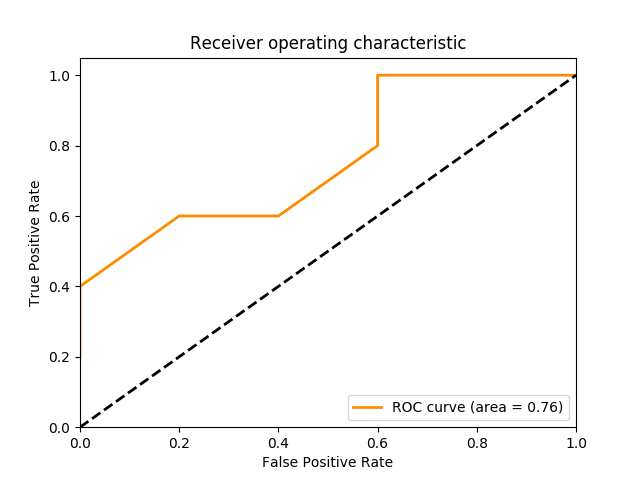 Receiver operating characteristic
True Positive Rate
1.0
0.8
0.6
0.4
0.2
0.0
ROC curve (area = 0.76)
0.0 0.2 0.4 0.6 0.8 1.0
False Positive Rate